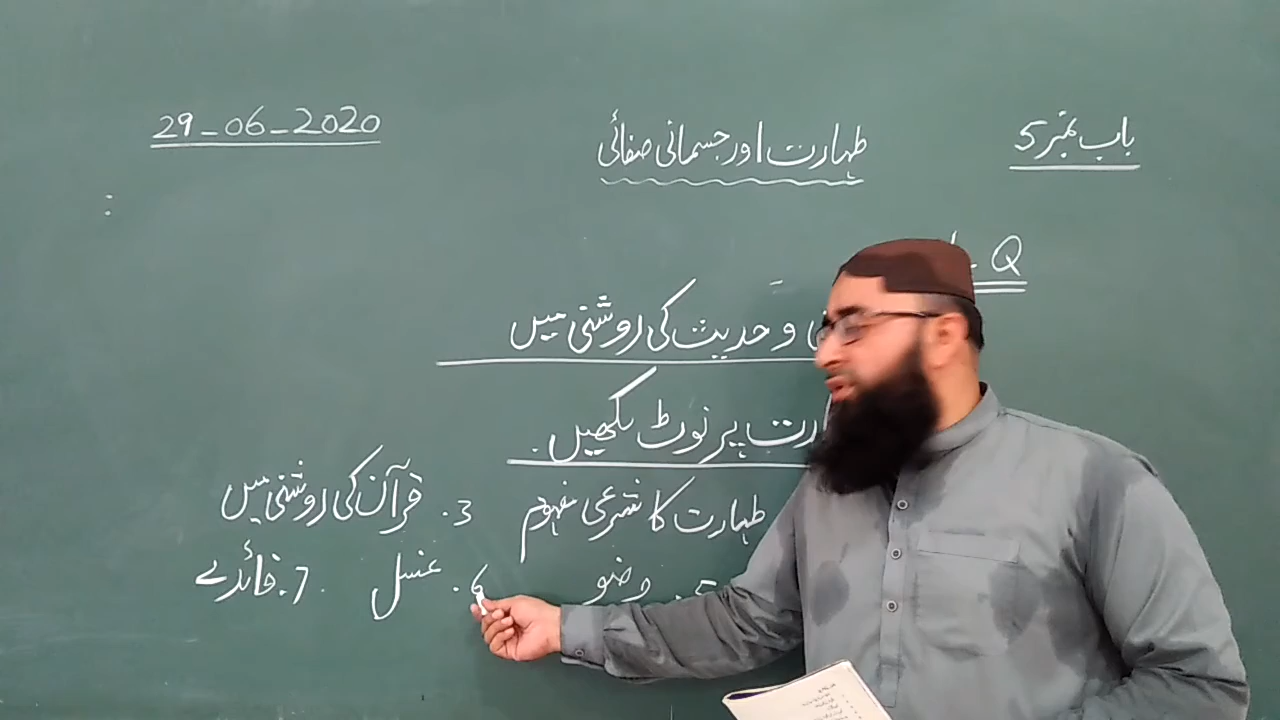 باب نمبر 5 طہارت اور جسمانی صفائی 29-06-2020
Q
و حدیث کی روشنی میں
پر نوٹ لکھیں.
طہارت کا شرعی مفہوم 3. قرآن کی روشنی میں
5. وضو 6. غسل 7. فائدے